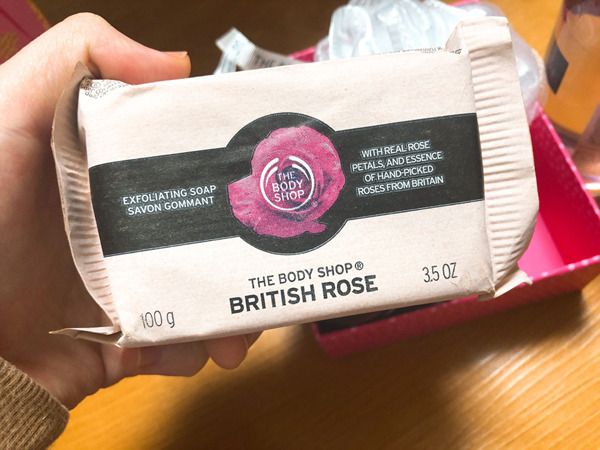 EXFOLIATING SOAP
SAVON GOMMANT
THE
BODY
SHOP
WITH REAL ROSE
PETALS, AND ESSENCE
OF HAND-PICKED
ROSES FROM BRITAIN
THE BODY SHOP®
BRITISH ROSE
100 g
3.5 OZ